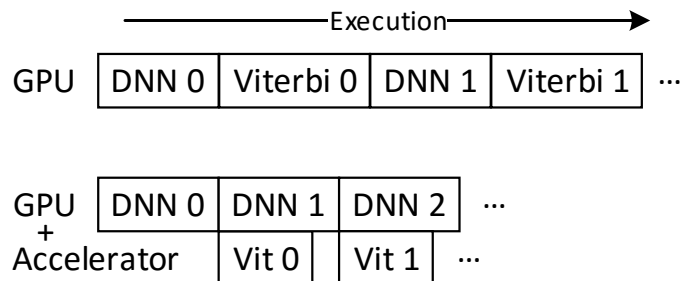 Execution
GPU DNN 0 Viterbi 0 DNN 1 Viterbi 1 ...
GPU DNN 0 DNN 1 DNN 2 ...
+
Accelerator Vit 0 Vit 1 ...